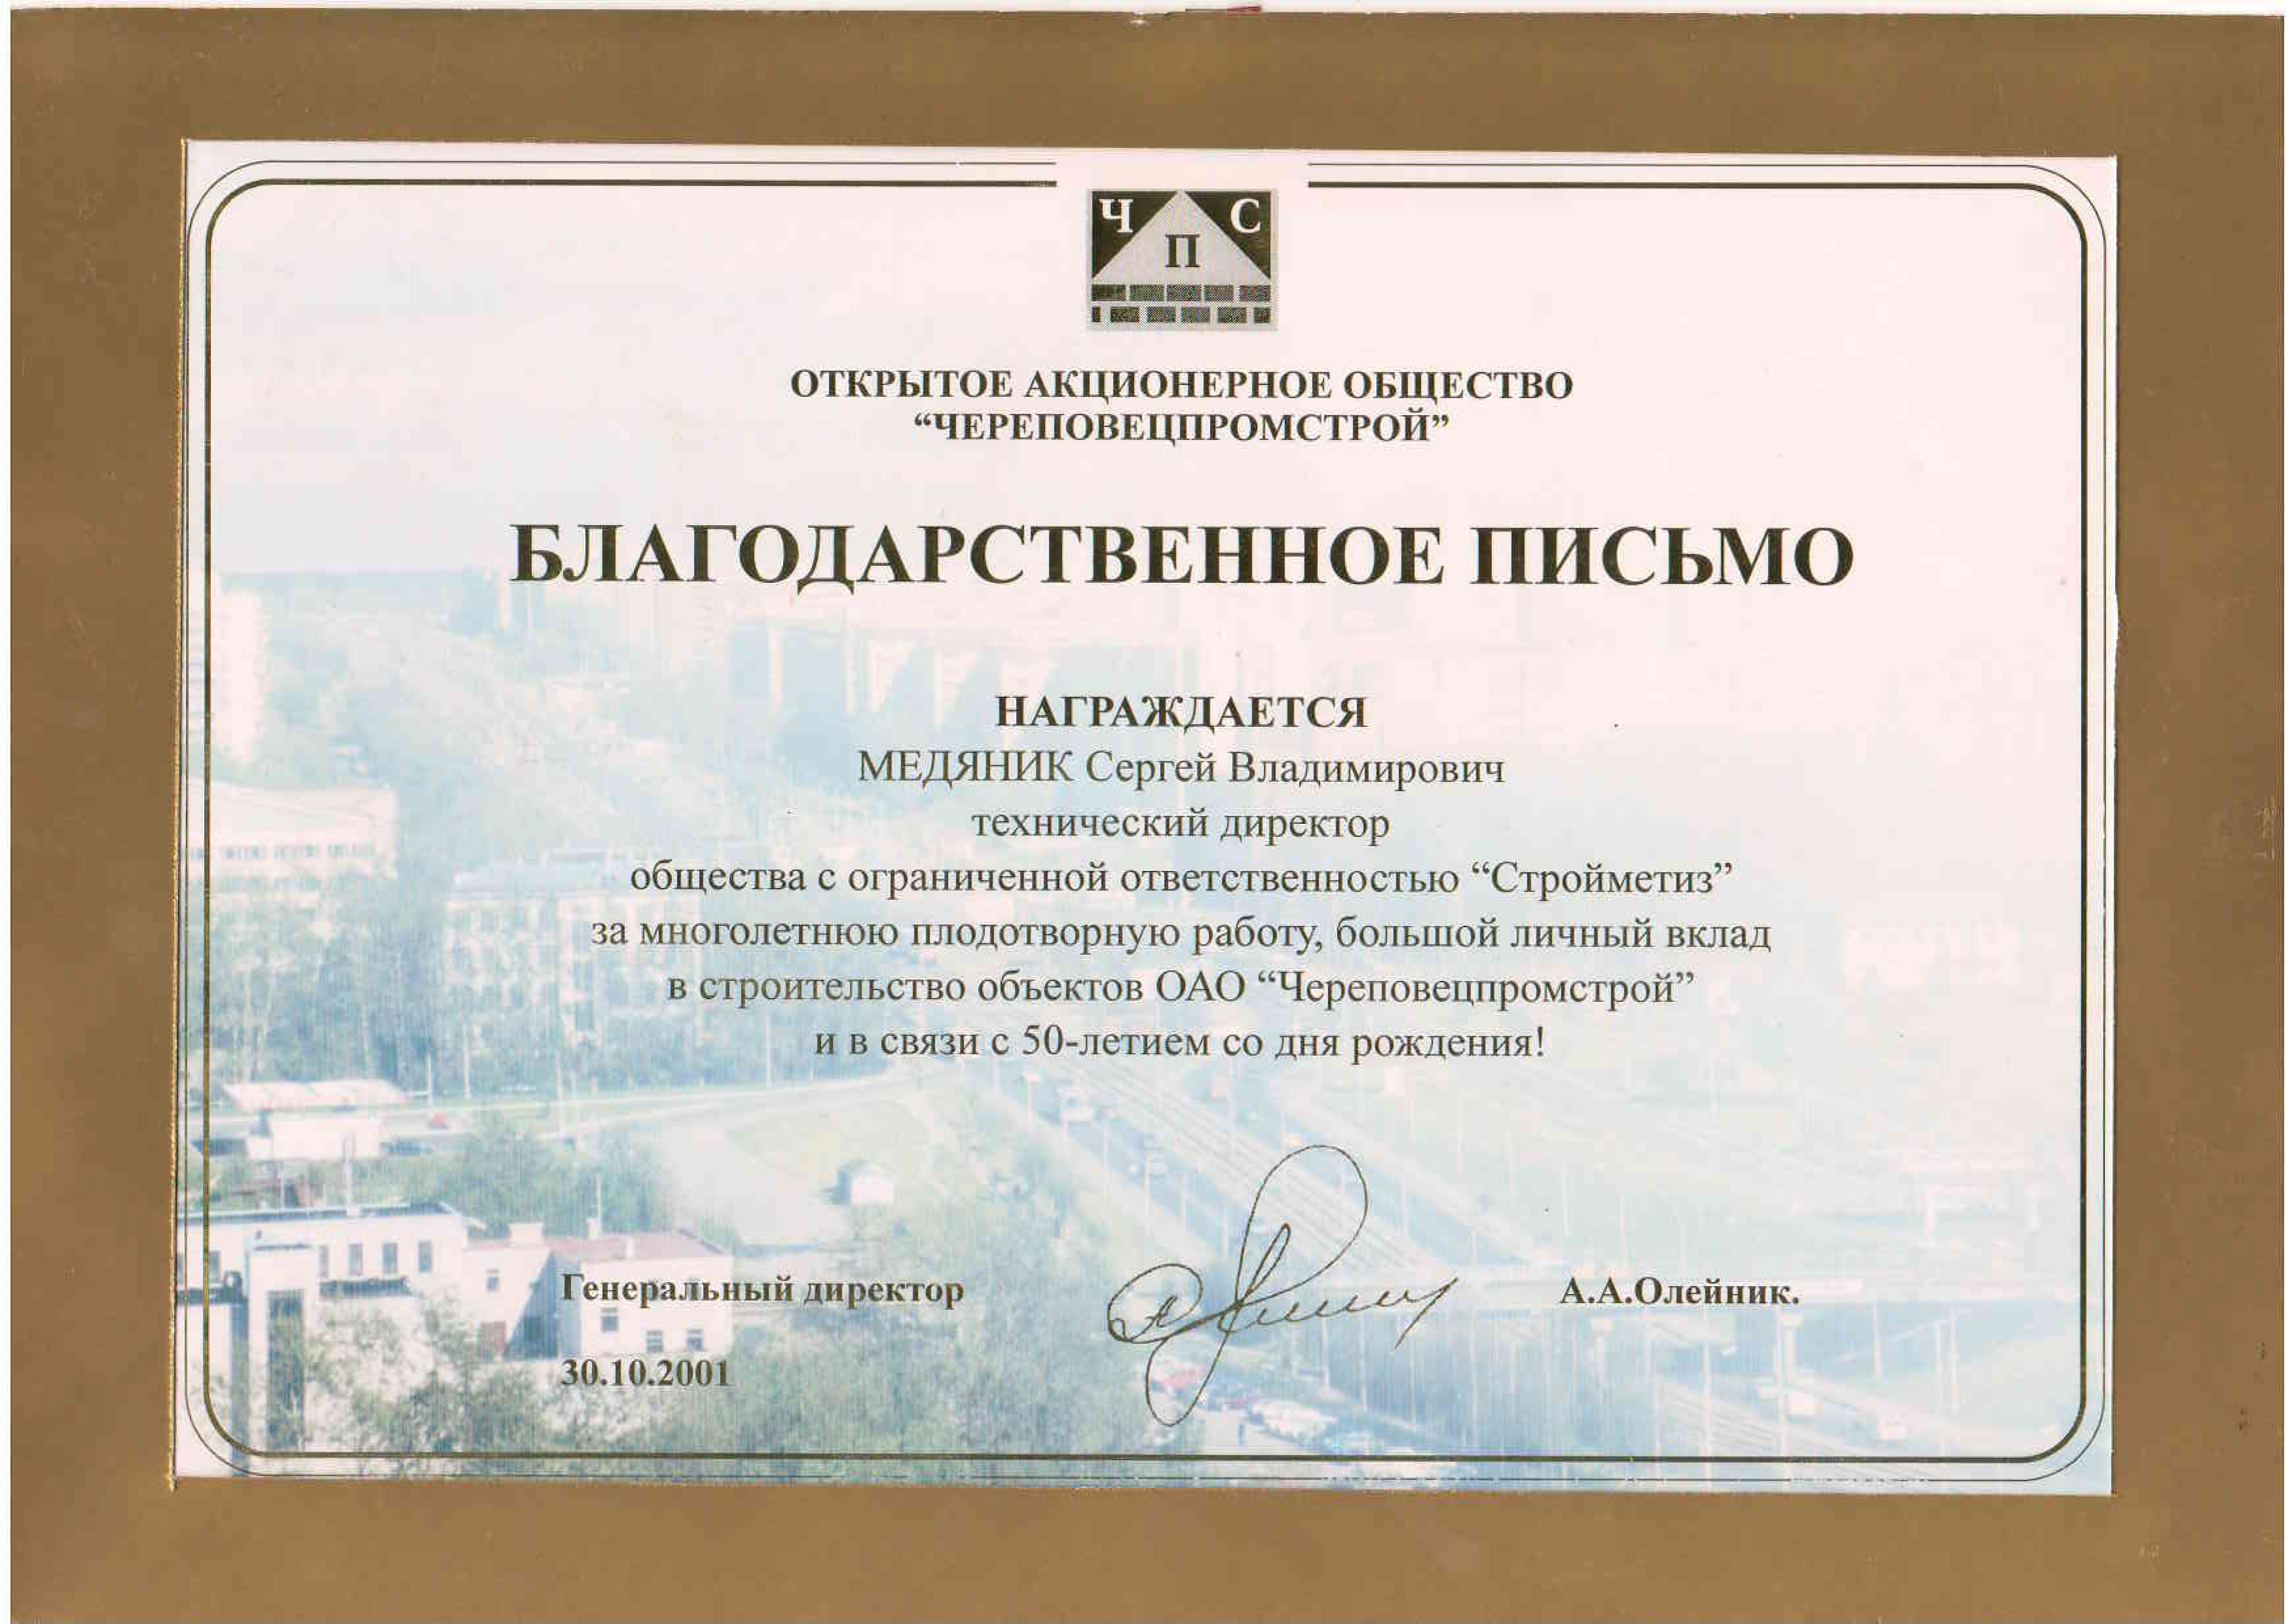 Ч П С
ОТКРЫТОЕ АКЦИОНЕРНОЕ ОБЩЕСТВО
“ЧЕРЕПОВЕЦПРОМСТРОЙ”
БЛАГОДАРСТВЕННОЕ ПИСЬМО
НАГРАЖДАЕТСЯ
МЕДЯНИК Сергей Владимирович
технический директор
общества с ограниченной ответственностью “Стройметиз”
за многолетнюю плодотворную работу, большой личный вклад
в строительство объектов ОАО “Череповецпромстрой”
и в связи с 50-летием со дня рождения!
Генеральный директор А.А.Олейник.
30.10.2001